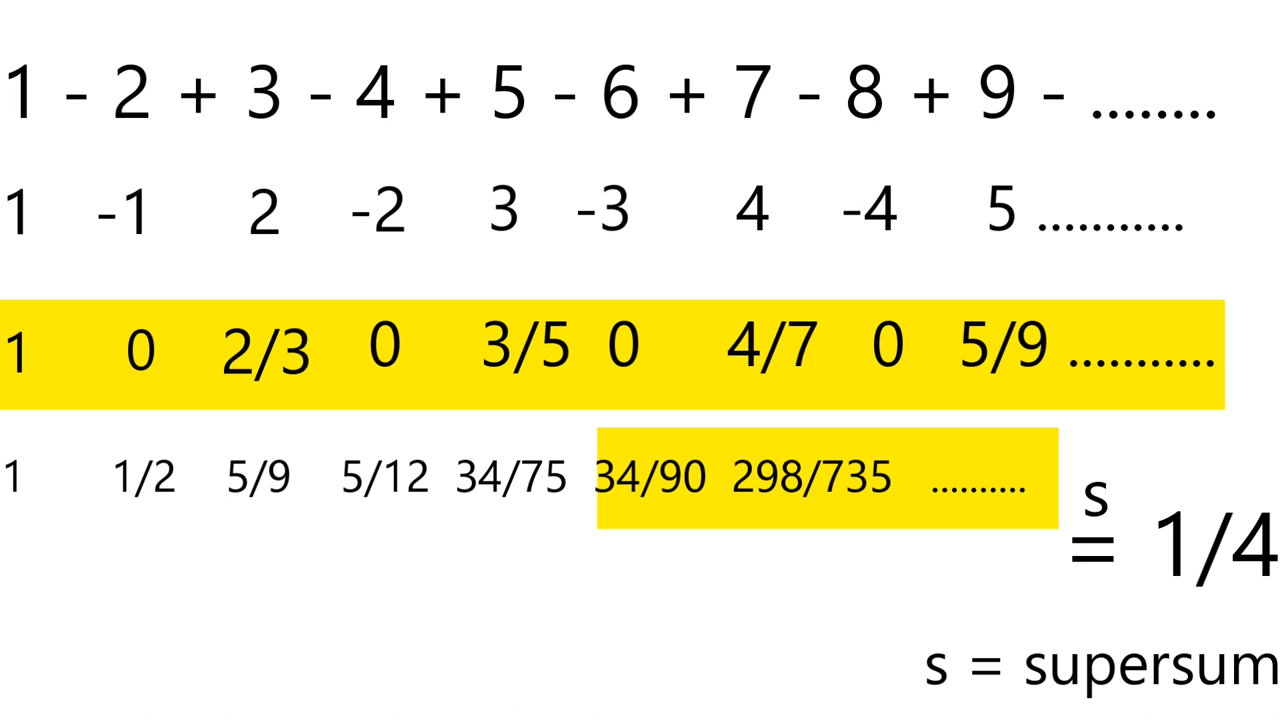 1 - 2 + 3 - 4 + 5 - 6 + 7 - 8 + 9 - ........
1 -1 2 -2 3 -3 4 -4 5 ...........
1 0 2/3 0 3/5 0 4/7 0 5/9 ...........
1 1/2 5/9 5/12 34/75 34/90 298/735 ..........
s
= 1/4
s = supersum